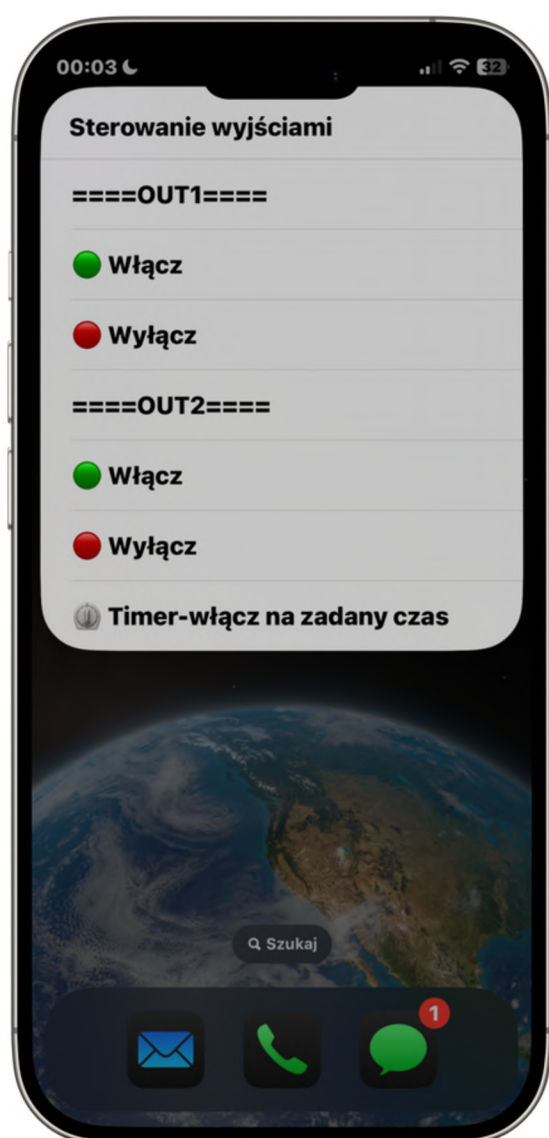 00:03
32
Sterowanie wyjściami
====OUT1====
Włącz
Wyłącz
====OUT2====
Włącz
Wyłącz
Timer-włącz na zadany czas
Szukaj
1